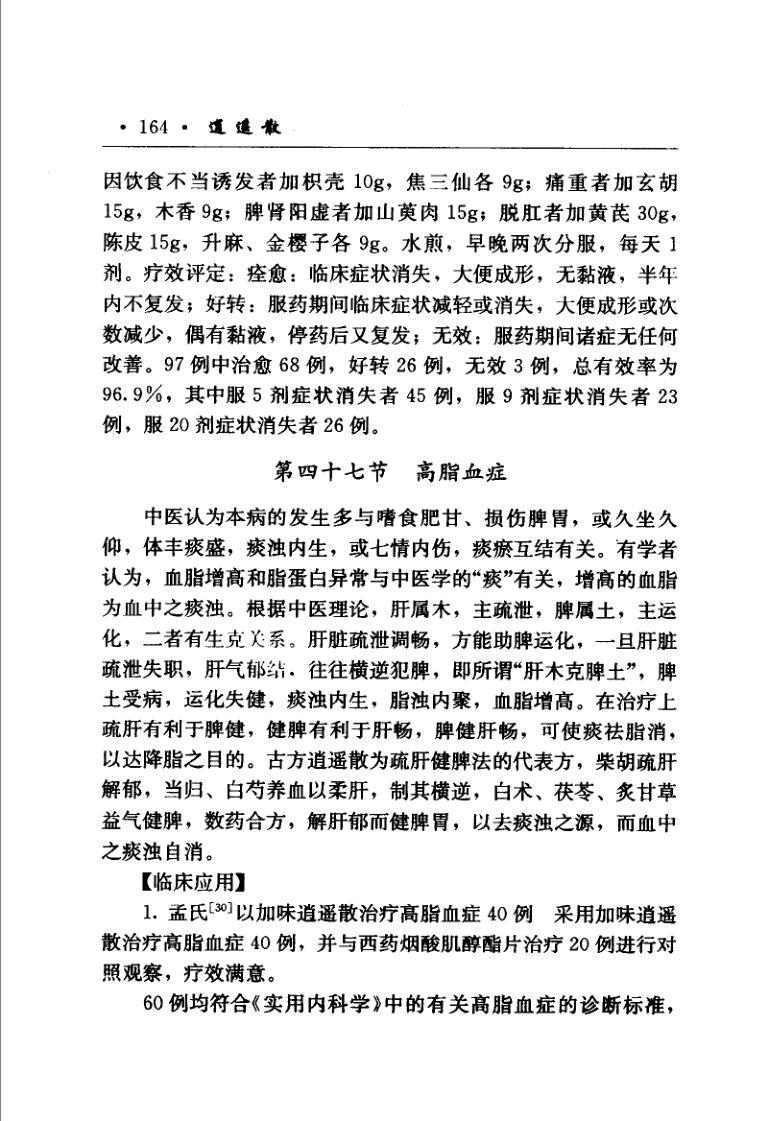 · 164 · 逍遥散
因饮食不当诱发者加枳壳 10g，焦三仙各 9g；痛重者加玄胡
15g，木香 9g；脾肾阳虚者加山萸肉 15g；脱肛者加黄芪 30g，
陈皮 15g，升麻、金樱子各 9g。水煎，早晚两次分服，每天 1
剂。疗效评定：痊愈：临床症状消失，大便成形，无黏液，半年
内不复发；好转：服药期间临床症状减轻或消失，大便成形或次
数减少，偶有黏液，停药后又复发；无效：服药期间诸症无任何
改善。97 例中治愈 68 例，好转 26 例，无效 3 例，总有效率为
96.9%，其中服 5 剂症状消失者 45 例，服 9 剂症状消失者 23
例，服 20 剂症状消失者 26 例。
第四十七节　高脂血症
中医认为本病的发生多与嗜食肥甘、损伤脾胃，或久坐久
仰，体丰痰盛，痰浊内生，或七情内伤，痰瘀互结有关。有学者
认为，血脂增高和脂蛋白异常与中医学的“痰”有关，增高的血脂
为血中之痰浊。根据中医理论，肝属木，主疏泄，脾属土，主运
化，二者有生克关系。肝脏疏泄调畅，方能助脾运化，一旦肝脏
疏泄失职，肝气郁结．往往横逆犯脾，即所谓“肝木克脾土”，脾
土受病，运化失健，痰浊内生，脂浊内聚，血脂增高。在治疗上
疏肝有利于脾健，健脾有利于肝畅，脾健肝畅，可使痰祛脂消，
以达降脂之目的。古方逍遥散为疏肝健脾法的代表方，柴胡疏肝
解郁，当归、白芍养血以柔肝，制其横逆，白术、茯苓、炙甘草
益气健脾，数药合方，解肝郁而健脾胃，以去痰浊之源，而血中
之痰浊自消。
【临床应用】
1. 孟氏[30]以加味逍遥散治疗高脂血症 40 例　采用加味逍遥
散治疗高脂血症 40 例，并与西药烟酸肌醇酯片治疗 20 例进行对
照观察，疗效满意。
60 例均符合《实用内科学》中的有关高脂血症的诊断标准，